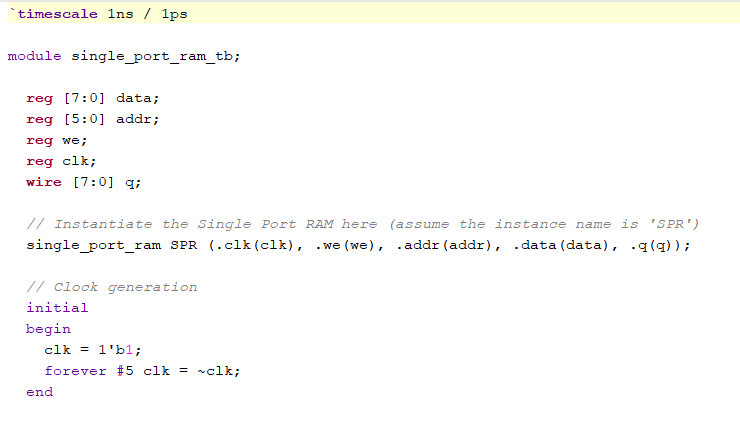 `timescale 1ns / 1ps
module single_port_ram_tb;
reg [7:0] data;
reg [5:0] addr;
reg we;
reg clk;
wire [7:0] q;
// Instantiate the Single Port RAM here (assume the instance name is 'SPR')
single_port_ram SPR (.clk(clk), .we(we), .addr(addr), .data(data), .q(q));
// Clock generation
initial
begin
clk = 1'b1;
forever #5 clk = ~clk;
end